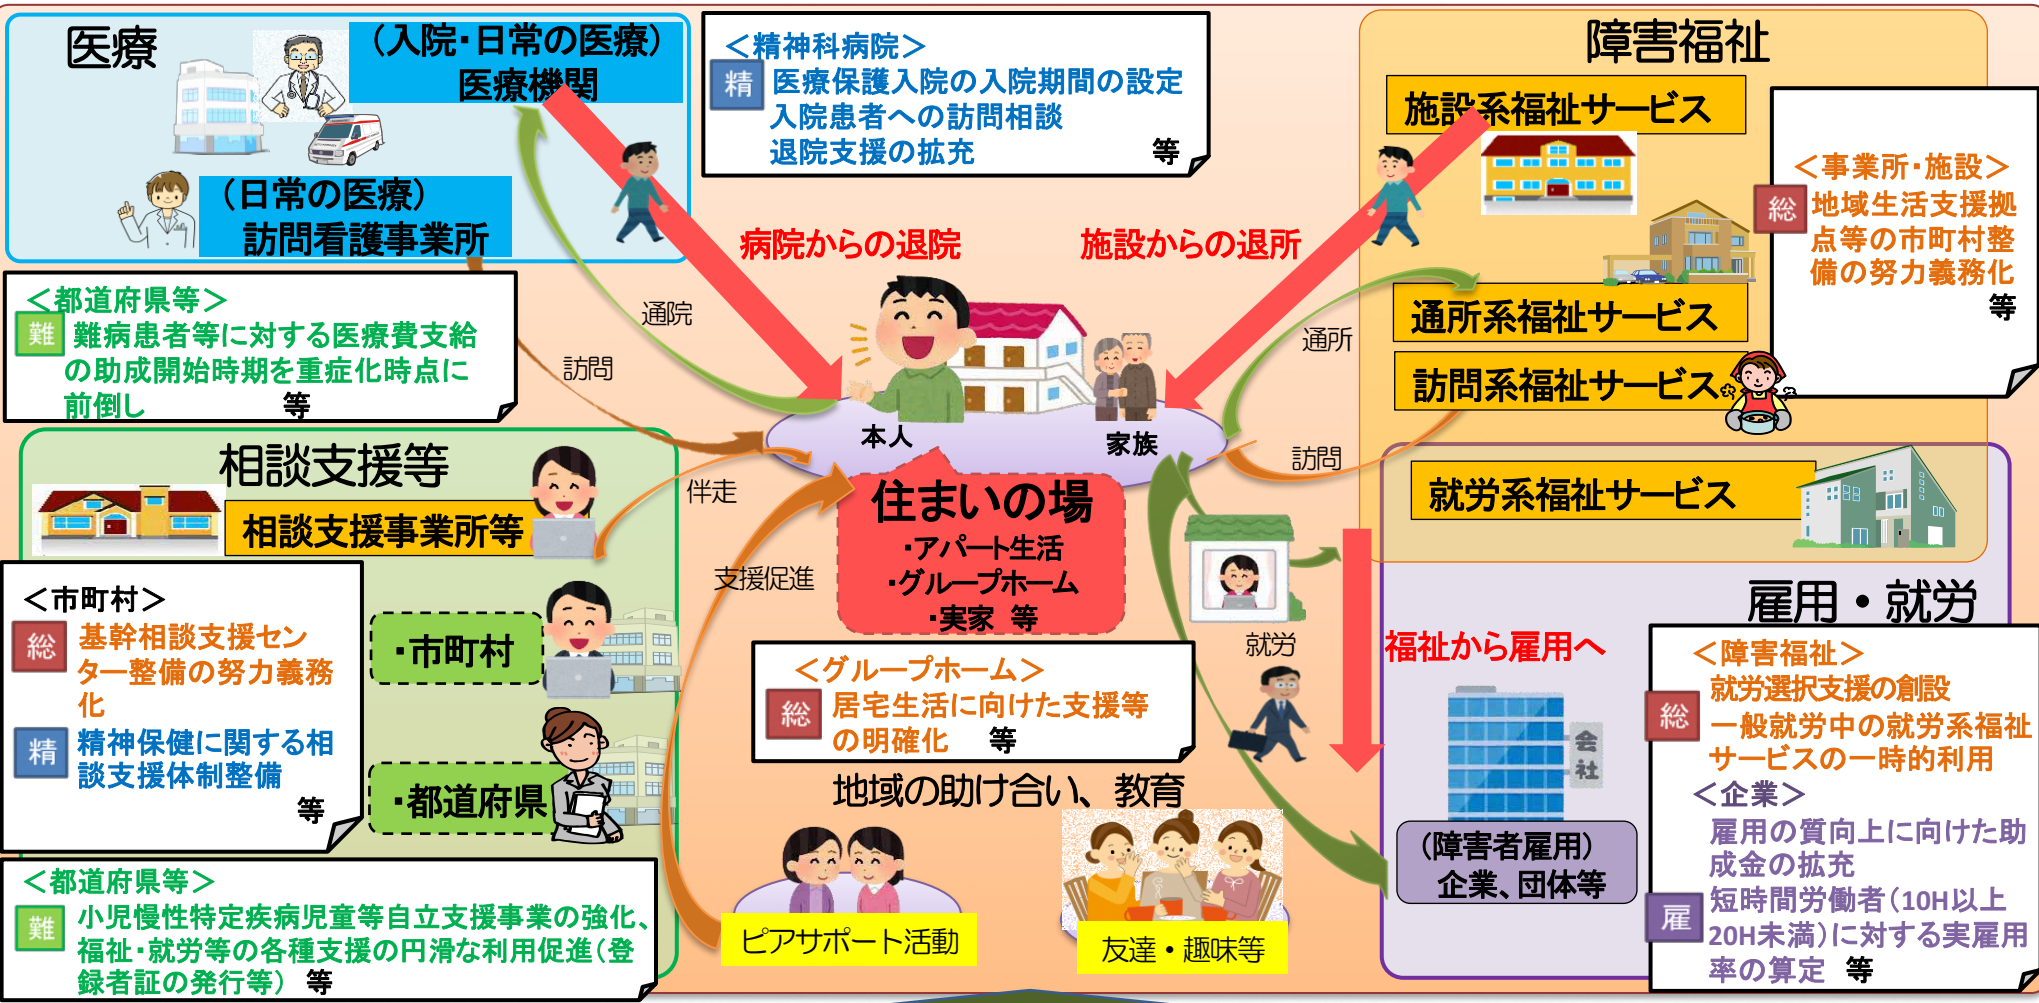 医療
(入院・日常の医療)
医療機関
(日常の医療)
訪問看護事業所
<精神科病院>
精
医療保護入院の入院期間の設定
入院患者への訪問相談
退院支援の拡充 等
障害福祉
施設系福祉サービス
<事業所・施設>
総
地域生活支援拠
点等の市町村整
備の努力義務化
等
通所系福祉サービス
訪問系福祉サービス
就労系福祉サービス
病院からの退院
施設からの退所
通院
訪問
通所
訪問
<都道府県等>
難
難病患者等に対する医療費支給
の助成開始時期を重症化時点に
前倒し 等
本人
家族
住まいの場
・アパート生活
・グループホーム
・実家 等
相談支援等
相談支援事業所等
伴走
支援促進
<市町村>
総
基幹相談支援セン
ター整備の努力義務
化
精
精神保健に関する相
談支援体制整備
等
・市町村
・都道府県
<都道府県等>
難
小児慢性特定疾病児童等自立支援事業の強化、
福祉・就労等の各種支援の円滑な利用促進(登
録者証の発行等) 等
<グループホーム>
総
居宅生活に向けた支援等
の明確化 等
地域の助け合い、教育
ピアサポート活動
友達・趣味等
就労
福祉から雇用へ
雇用・就労
会社
(障害者雇用)
企業、団体等
<障害福祉>
就労選択支援の創設
総
一般就労中の就労系福祉
サービスの一時的利用
<企業>
雇用の質向上に向けた助
成金の拡充
雇
短時間労働者(10H以上
20H未満)に対する実雇用
率の算定 等